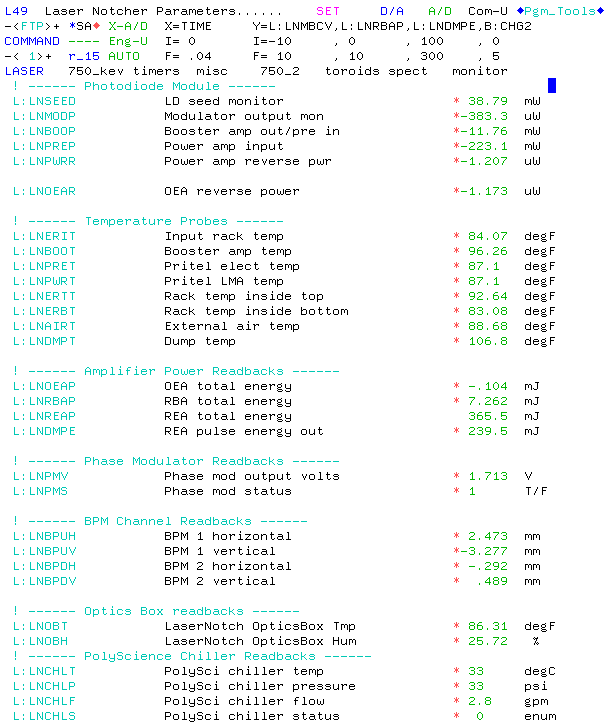 L49 Laser Notcher Parameters...... SET D/A A/D Com-U ◆Pgm_Tools◆
-<FTP>+ *SA◆ X-A/D X=TIME Y=L:LNMBCV,L:LNRBAP,L:LNDMPE,B:CHG2
COMMAND ---- Eng-U I= 0 I=-10 , 0 , 100 , 0
-< 1>+ r_15 AUTO F= .04 F= 10 , 10 , 300 , 5
LASER 750_kev timers misc 750_2 toroids spect monitor
! ------ Photodiode Module ------
L:LNSEED LD seed monitor * 38.79 mW
L:LNMODP Modulator output mon *-383.3 uW
L:LNBOOP Booster amp out/pre in *-11.76 mW
L:LNPREP Power amp input *-223.1 mW
L:LNPWRR Power amp reverse pwr *-1.207 uW
L:LNOEAR OEA reverse power *-1.173 uW
! ------ Temperature Probes ------
L:LNERIT Input rack temp * 84.07 degF
L:LNBOOT Booster amp temp * 96.26 degF
L:LNPRET Pritel elect temp * 87.1 degF
L:LNPWRT Pritel LMA temp * 87.1 degF
L:LNERTT Rack temp inside top * 92.64 degF
L:LNERBT Rack temp inside bottom * 83.08 degF
L:LNAIRT External air temp * 88.68 degF
L:LNDMPT Dump temp * 106.8 degF
! ------ Amplifier Power Readbacks ------
L:LNOEAP OEA total energy * -.104 mJ
L:LNRBAP RBA total energy * 7.262 mJ
L:LNREAP REA total energy 365.5 mJ
L:LNDMPE REA pulse energy out * 239.5 mJ
! ------ Phase Modulator Readbacks ------
L:LNPMV Phase mod output volts * 1.713 V
L:LNPMS Phase mod status * 1 T/F
! ------ BPM Channel Readbacks ------
L:LNBPUH BPM 1 horizontal * 2.473 mm
L:LNBPUV BPM 1 vertical *-3.277 mm
L:LNBPDH BPM 2 horizontal * -.292 mm
L:LNBPDV BPM 2 vertical * .489 mm
! ------ Optics Box readbacks ------
L:LNOBT LaserNotch OpticsBox Tmp * 86.31 degF
L:LNOBH LaserNotch OpticsBox Hum * 25.72 %
! ------ PolyScience Chiller Readbacks ------
L:LNCHLT PolySci chiller temp * 33 degC
L:LNCHLP PolySci chiller pressure * 33 psi
L:LNCHLF PolySci chiller flow * 2.8 gpm
L:LNCHLS PolySci chiller status * 0 enum